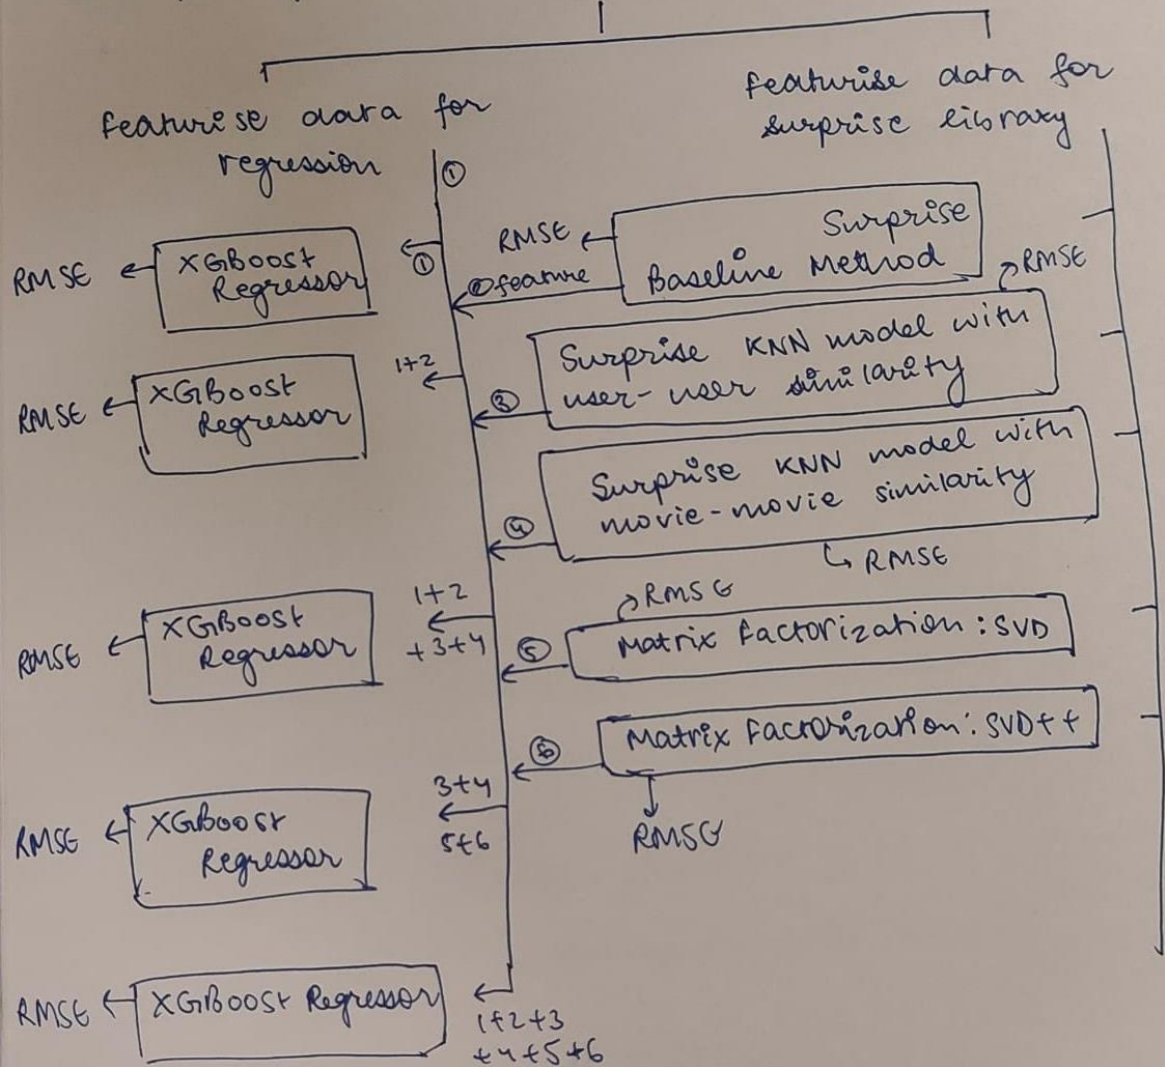 featurise data for
regression
featurise data for
surprise library
①
RMSE
XGBoost
Regressor
①
RMSE
② feature
Surprise
Baseline Method
RMSE
RMSE
XGBoost
Regressor
1+2
③
Surprise KNN model with
user-user similarity
④
Surprise KNN model with
movie-movie similarity
RMSE
RMSE
XGBoost
Regressor
1+2
+3+4
⑤
RMSE
Matrix Factorization: SVD
⑥
Matrix Factorization: SVD++
RMSE
RMSE
XGBoost
Regressor
3+4
5+6
RMSE
XGBoost Regressor
1+2+3
+4+5+6